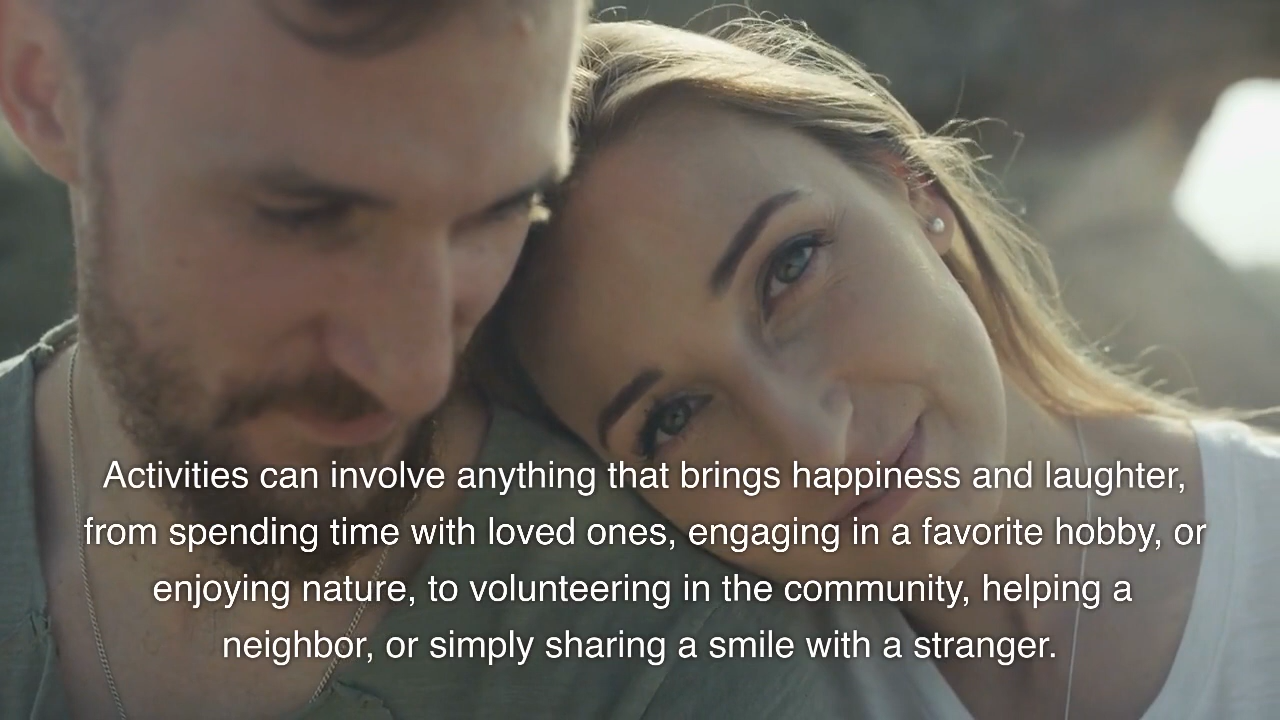 Activities can involve anything that brings happiness and laughter,
from spending time with loved ones, engaging in a favorite hobby, or
enjoying nature, to volunteering in the community, helping a
neighbor, or simply sharing a smile with a stranger.